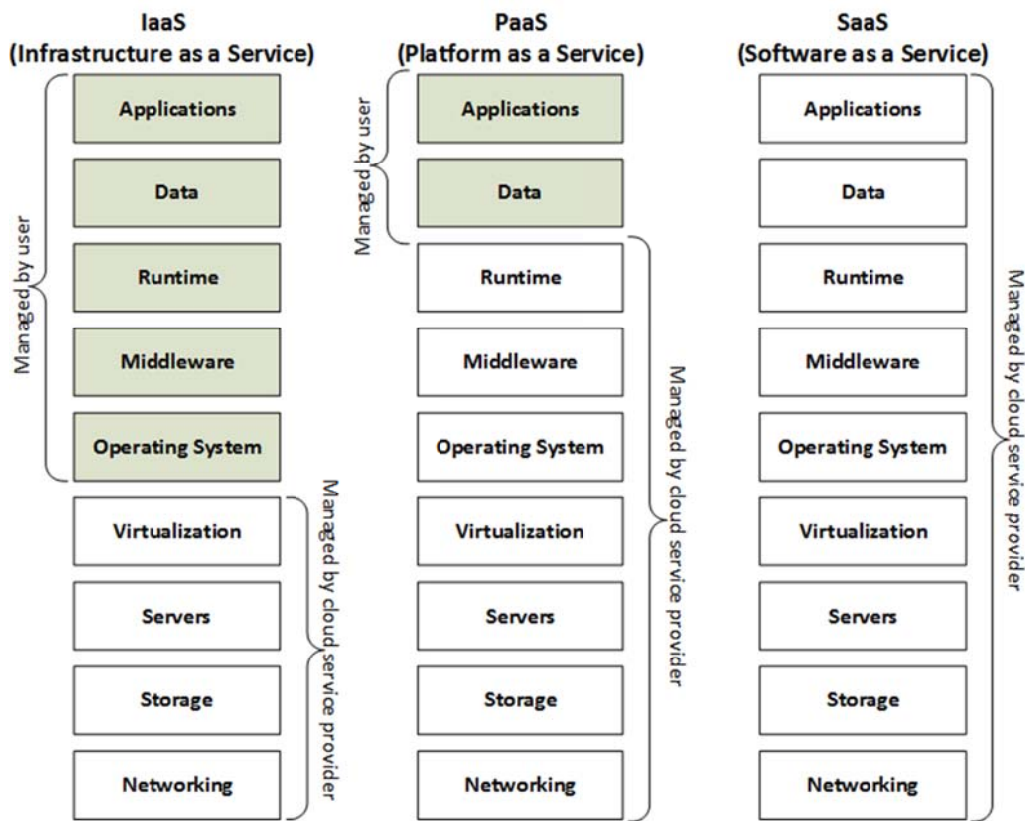 IaaS
(Infrastructure as a Service)
Managed by user
Applications
Data
Runtime
Middleware
Operating System
Virtualization
Servers
Storage
Networking
Managed by cloud service provider
PaaS
(Platform as a Service)
Managed by user
Applications
Data
Runtime
Middleware
Operating System
Virtualization
Servers
Storage
Networking
Managed by cloud service provider
SaaS
(Software as a Service)
Applications
Data
Runtime
Middleware
Operating System
Virtualization
Servers
Storage
Networking
Managed by cloud service provider